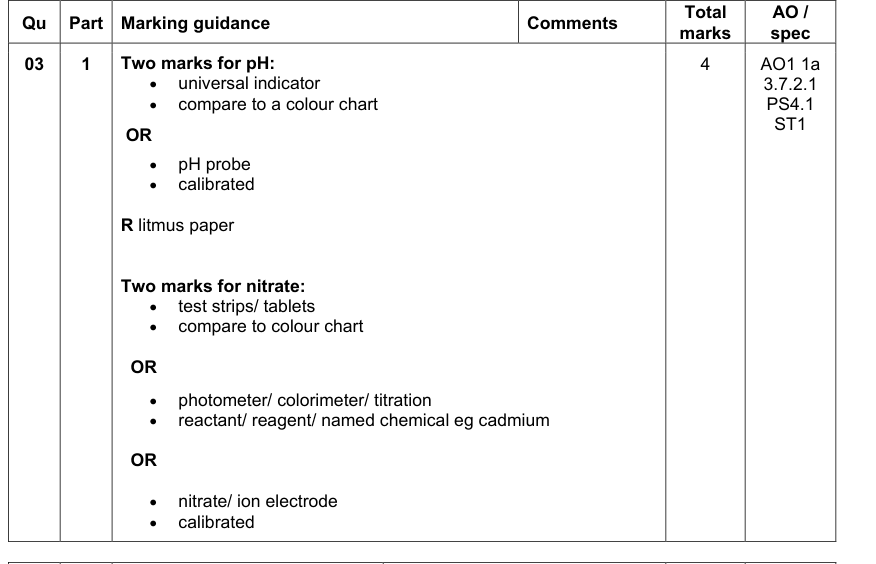 Qu Part Marking guidance Comments Total marks AO / spec
03 1 Two marks for pH: 4 AO1 1a
• universal indicator 3.7.2.1
• compare to a colour chart PS4.1
OR ST1
• pH probe
• calibrated
R litmus paper
Two marks for nitrate:
• test strips/ tablets
• compare to colour chart
OR
• photometer/ colorimeter/ titration
• reactant/ reagent/ named chemical eg cadmium
OR
• nitrate/ ion electrode
• calibrated